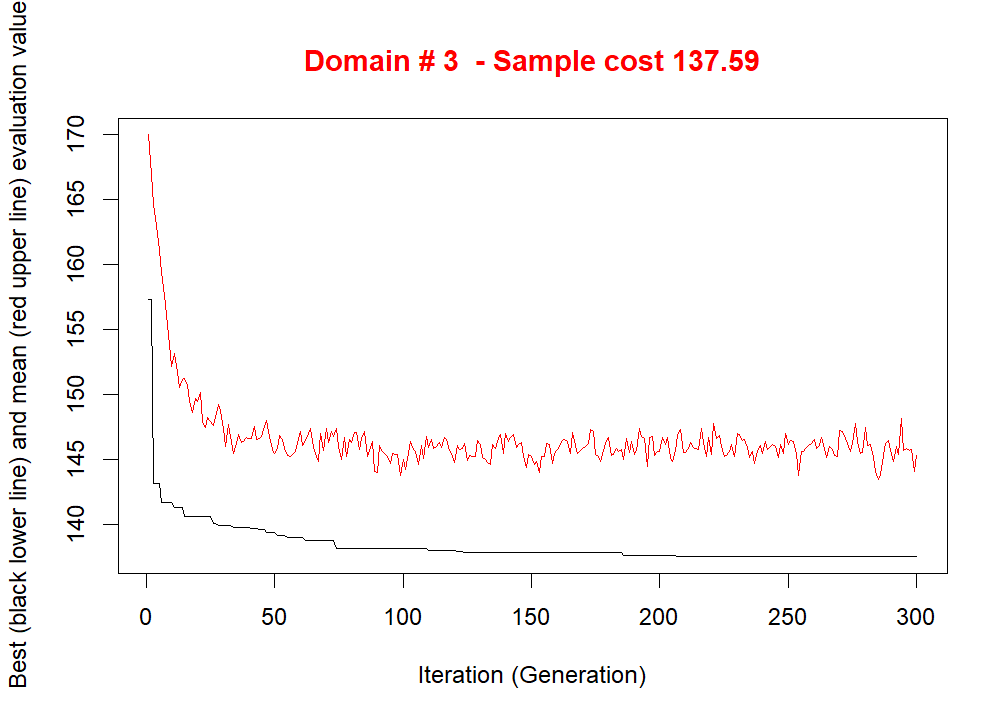 Domain # 3  - Sample cost 137.59
Best (black lower line) and mean (red upper line) evaluation value
170
165
160
155
150
145
140
0 50 100 150 200 250 300
Iteration (Generation)